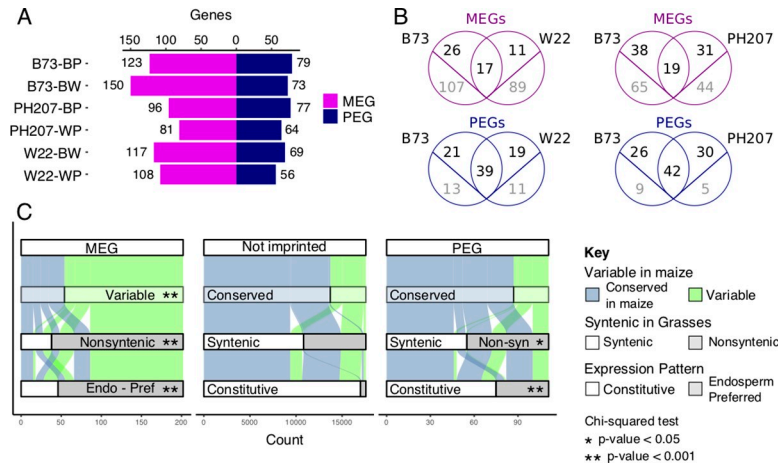 A
Genes
150 100 50 0 50
B73-BP 123 79
B73-BW 150 73
PH207-BP 96 77
PH207-WP 81 64
W22-BW 117 69
W22-WP 108 56
MEG
PEG
B
MEGs
B73 W22
26 11
17
107 89
MEGs
B73 PH207
38 31
19
65 44
PEGs
B73 W22
21 19
39
13 11
PEGs
B73 PH207
26 30
42
9 5
C
MEG
Variable **
Nonsyntenic **
Endo - Pref **
0 50 100 150 200
Not imprinted
Conserved
Syntenic
Constitutive
0 5000 10000 15000
PEG
Conserved
Syntenic Non-syn *
Constitutive **
0 30 60 90
Count
Key
Variable in maize
Conserved
in maize
Variable
Syntenic in Grasses
Syntenic Nonsyntenic
Expression Pattern
Constitutive
Endosperm
Preferred
Chi-squared test
* p-value < 0.05
** p-value < 0.001